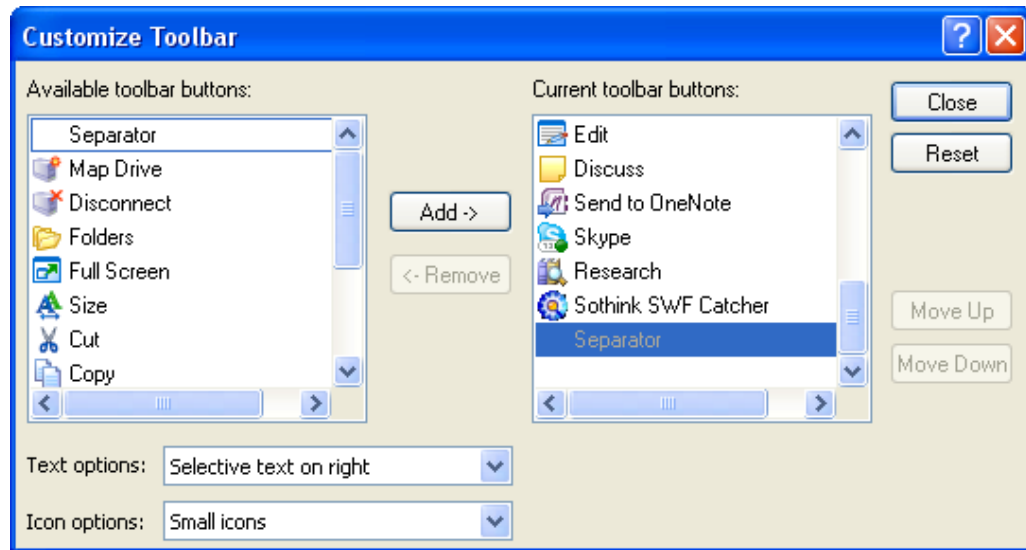 Customize Toolbar
Available toolbar buttons:
Separator
Map Drive
Disconnect
Folders
Full Screen
Size
Cut
Copy
Add ->
<- Remove
Current toolbar buttons:
Edit
Discuss
Send to OneNote
Skype
Research
Sothink SWF Catcher
Separator
Close
Reset
Move Up
Move Down
Text options: Selective text on right
Icon options: Small icons